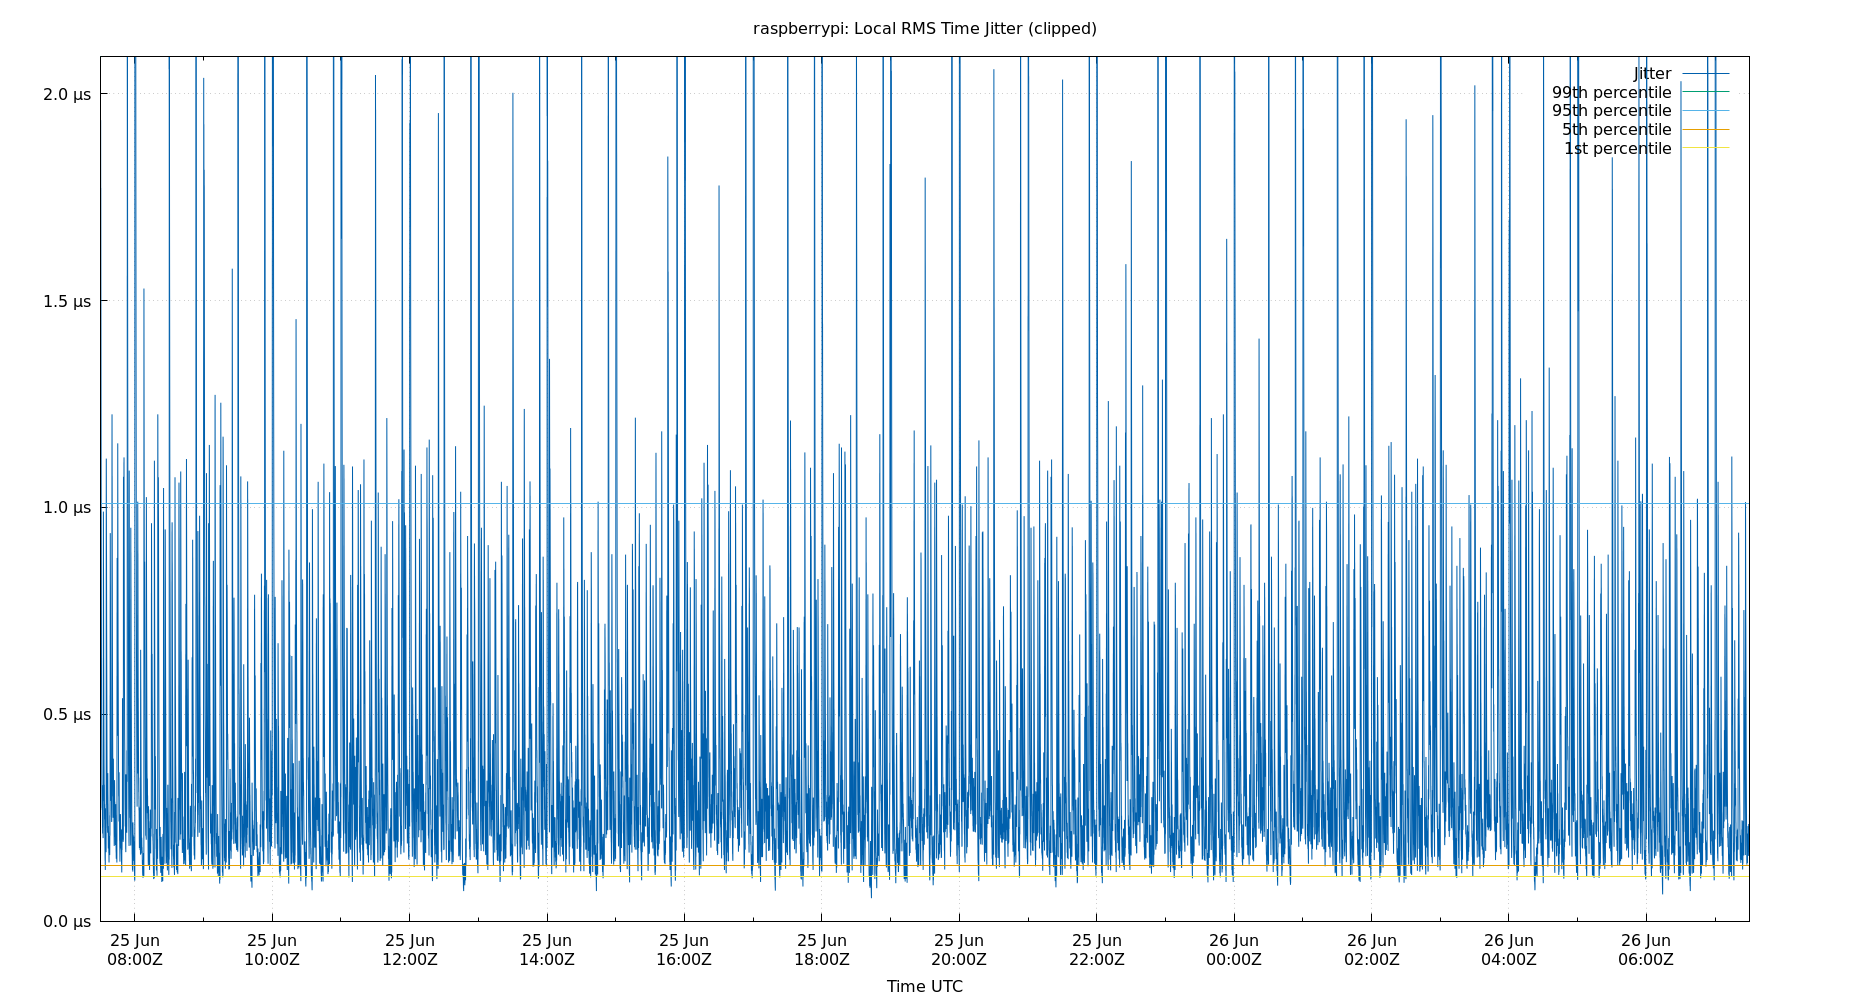 raspberrypi: Local RMS Time Jitter (clipped)
Jitter
99th percentile
95th percentile
5th percentile
1st percentile
2.0 µs
1.5 µs
1.0 µs
0.5 µs
0.0 µs
25 Jun 25 Jun 25 Jun 25 Jun 25 Jun 25 Jun 25 Jun 25 Jun 26 Jun 26 Jun 26 Jun 26 Jun
08:00Z 10:00Z 12:00Z 14:00Z 16:00Z 18:00Z 20:00Z 22:00Z 00:00Z 02:00Z 04:00Z 06:00Z
Time UTC